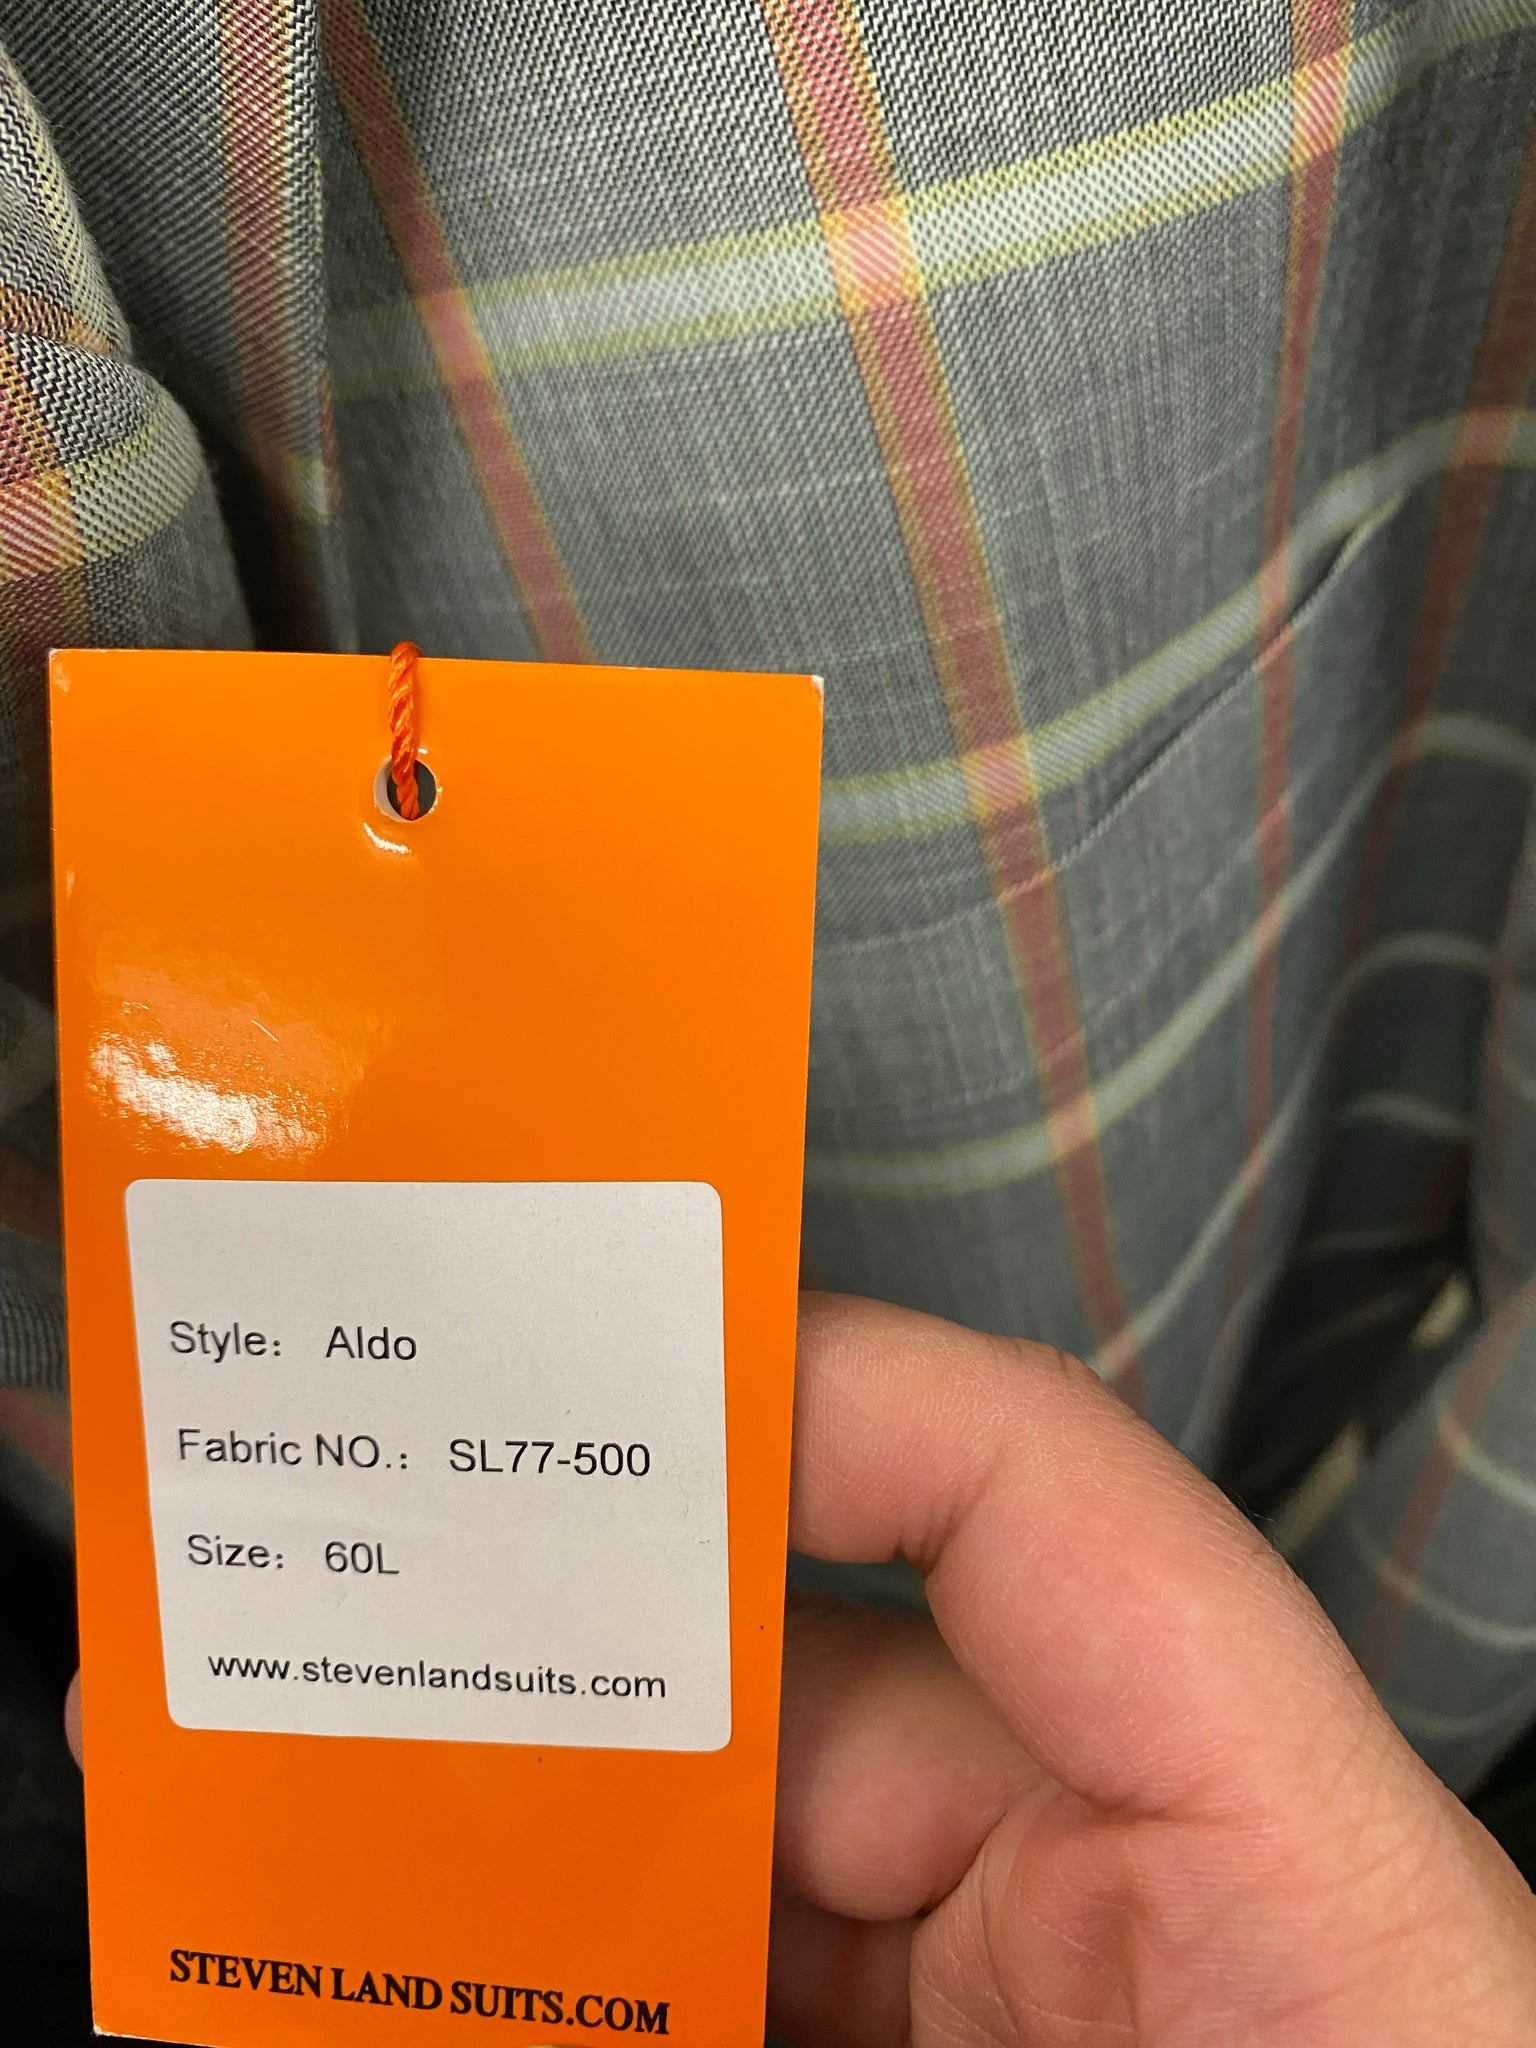 Style: Aldo
Fabric NO.: SL77-500
Size: 60L
www.stevenlandsuits.com
STEVEN LAND SUITS.COM